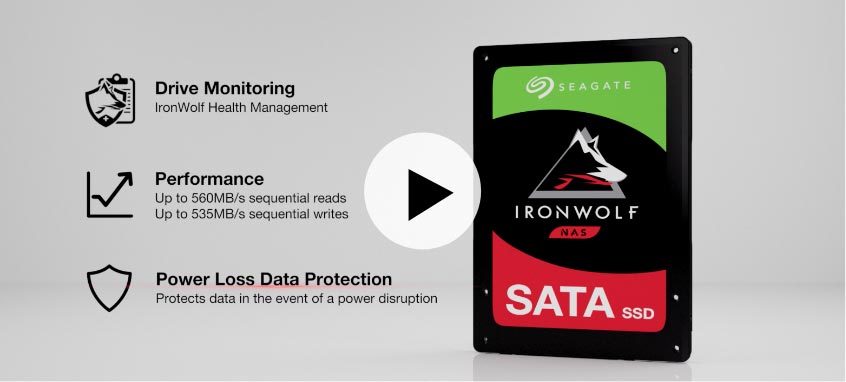 Drive Monitoring
IronWolf Health Management
Performance
Up to 560MB/s sequential reads
Up to 535MB/s sequential writes
Power Loss Data Protection
Protects data in the event of a power disruption
SEAGATE
IRONWOLF
NAS
SATA SSD